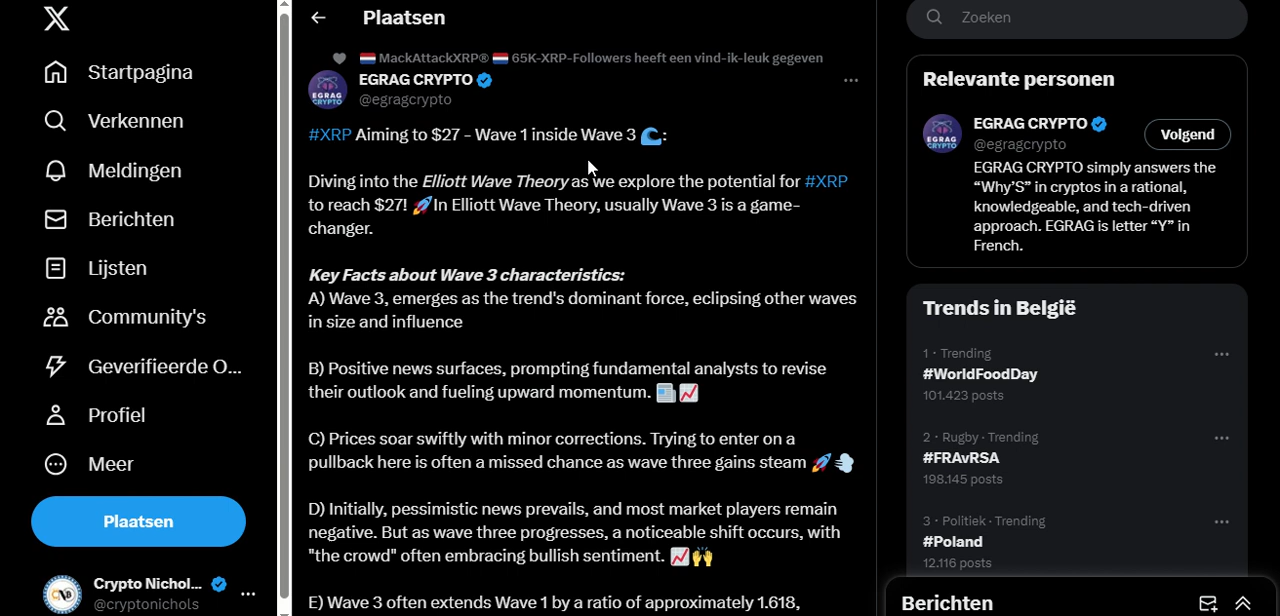 Startpagina
Verkennen
Meldingen
Berichten
Lijsten
Community's
Geverifieerde O...
Profiel
Meer
Plaatsen
Crypto Nichol...
@cryptonichols
Plaatsen
MackAttackXRP® 65K-XRP-Followers heeft een vind-ik-leuk gegeven
EGRAG CRYPTO
@egragcrypto
#XRP Aiming to $27 - Wave 1 inside Wave 3 🌊:
Diving into the Elliott Wave Theory as we explore the potential for #XRP
to reach $27! 🚀In Elliott Wave Theory, usually Wave 3 is a game-
changer.
Key Facts about Wave 3 characteristics:
A) Wave 3, emerges as the trend's dominant force, eclipsing other waves
in size and influence
B) Positive news surfaces, prompting fundamental analysts to revise
their outlook and fueling upward momentum. 📰📈
C) Prices soar swiftly with minor corrections. Trying to enter on a
pullback here is often a missed chance as wave three gains steam 🚀💨
D) Initially, pessimistic news prevails, and most market players remain
negative. But as wave three progresses, a noticeable shift occurs, with
"the crowd" often embracing bullish sentiment. 📈🙌
E) Wave 3 often extends Wave 1 by a ratio of approximately 1.618,
Zoeken
Relevante personen
EGRAG CRYPTO
@egragcrypto
Volgend
EGRAG CRYPTO simply answers the
“Why’S” in cryptos in a rational,
knowledgeable, and tech-driven
approach. EGRAG is letter “Y” in
French.
Trends in België
1 · Trending
#WorldFoodDay
101.423 posts
2 · Rugby · Trending
#FRAvRSA
198.145 posts
3 · Politiek · Trending
#Poland
12.116 posts
Berichten